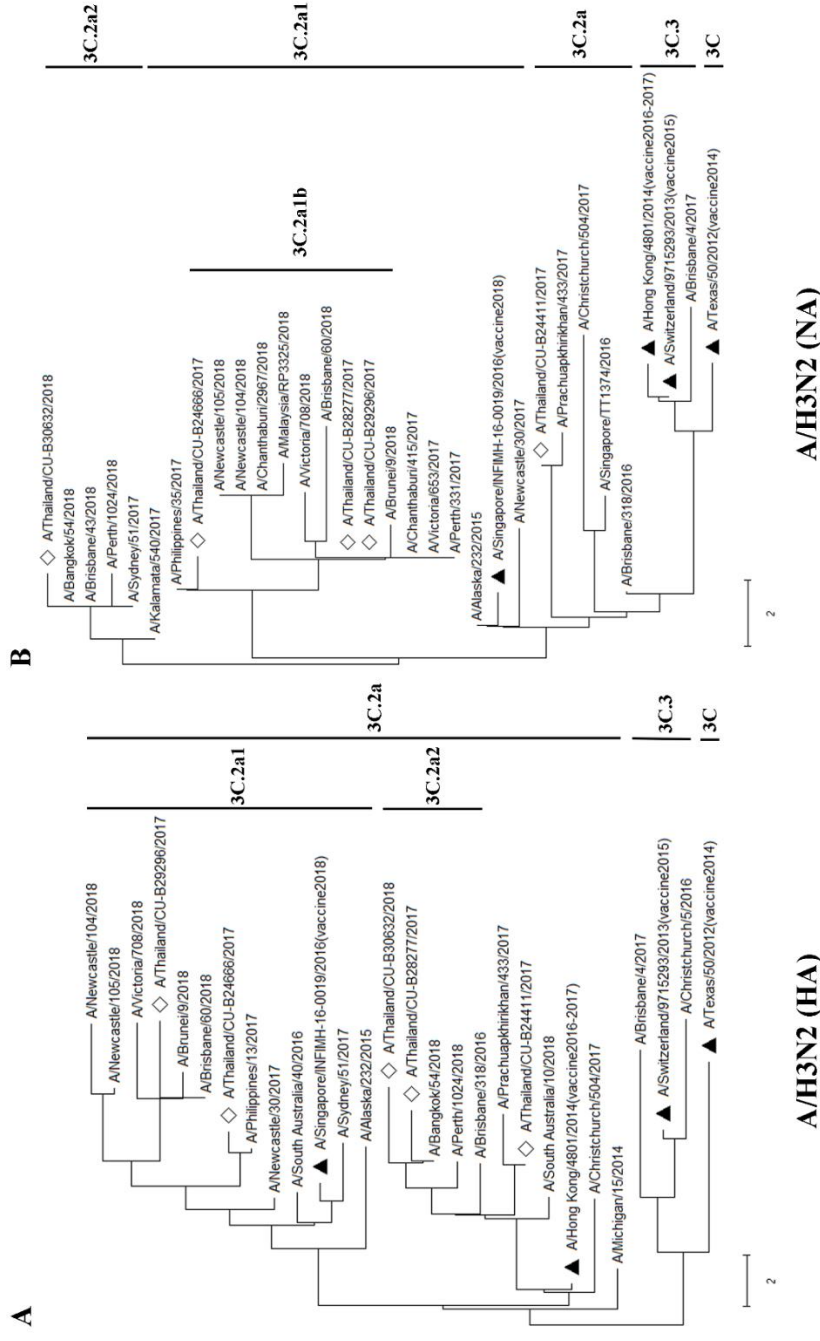 A
A/Newcastle/104/2018
A/Newcastle/105/2018
A/Victoria/708/2018
A/Thailand/CU-B29296/2017
A/Brunei/9/2018
A/Brisbane/60/2018
A/Thailand/CU-B24666/2017
A/Philippines/13/2017
A/Newcastle/30/2017
A/South Australia/40/2016
A/Singapore/INFIMH-16-0019/2016(vaccine2018)
A/Sydney/51/2017
A/Alaska/232/2015
A/Thailand/CU-B30632/2018
A/Thailand/CU-B28277/2017
A/Bangkok/54/2018
A/Perth/1024/2018
A/Brisbane/318/2016
A/Prachuapkhirikhan/433/2017
A/Thailand/CU-B24411/2017
A/South Australia/10/2018
A/Hong Kong/4801/2014(vaccine2016-2017)
A/Christchurch/504/2017
A/Michigan/15/2014
A/Brisbane/4/2017
A/Switzerland/9715293/2013(vaccine2015)
A/Christchurch/5/2016
A/Texas/50/2012(vaccine2014)
3C.2a1
3C.2a2
3C.2a
3C.3
3C
2
A/H3N2 (HA)
B
A/Thailand/CU-B30632/2018
A/Bangkok/54/2018
A/Brisbane/43/2018
A/Perth/1024/2018
A/Sydney/51/2017
A/Kalamata/540/2017
A/Philippines/35/2017
A/Thailand/CU-B24666/2017
A/Newcastle/105/2018
A/Newcastle/104/2018
A/Chanthaburi/2967/2018
A/Malaysia/RP3325/2018
A/Victoria/708/2018
A/Brisbane/60/2018
A/Thailand/CU-B28277/2017
A/Thailand/CU-B29296/2017
A/Brunei/9/2018
A/Chanthaburi/415/2017
A/Victoria/653/2017
A/Perth/331/2017
A/Alaska/232/2015
A/Singapore/INFIMH-16-0019/2016(vaccine2018)
A/Newcastle/30/2017
A/Thailand/CU-B24411/2017
A/Prachuapkhirikhan/433/2017
A/Christchurch/504/2017
A/Singapore/TT1374/2016
A/Brisbane/318/2016
A/Hong Kong/4801/2014(vaccine2016-2017)
A/Switzerland/9715293/2013(vaccine2015)
A/Brisbane/4/2017
A/Texas/50/2012(vaccine2014)
3C.2a1b
3C.2a2
3C.2a1
3C.2a
3C.3
3C
2
A/H3N2 (NA)